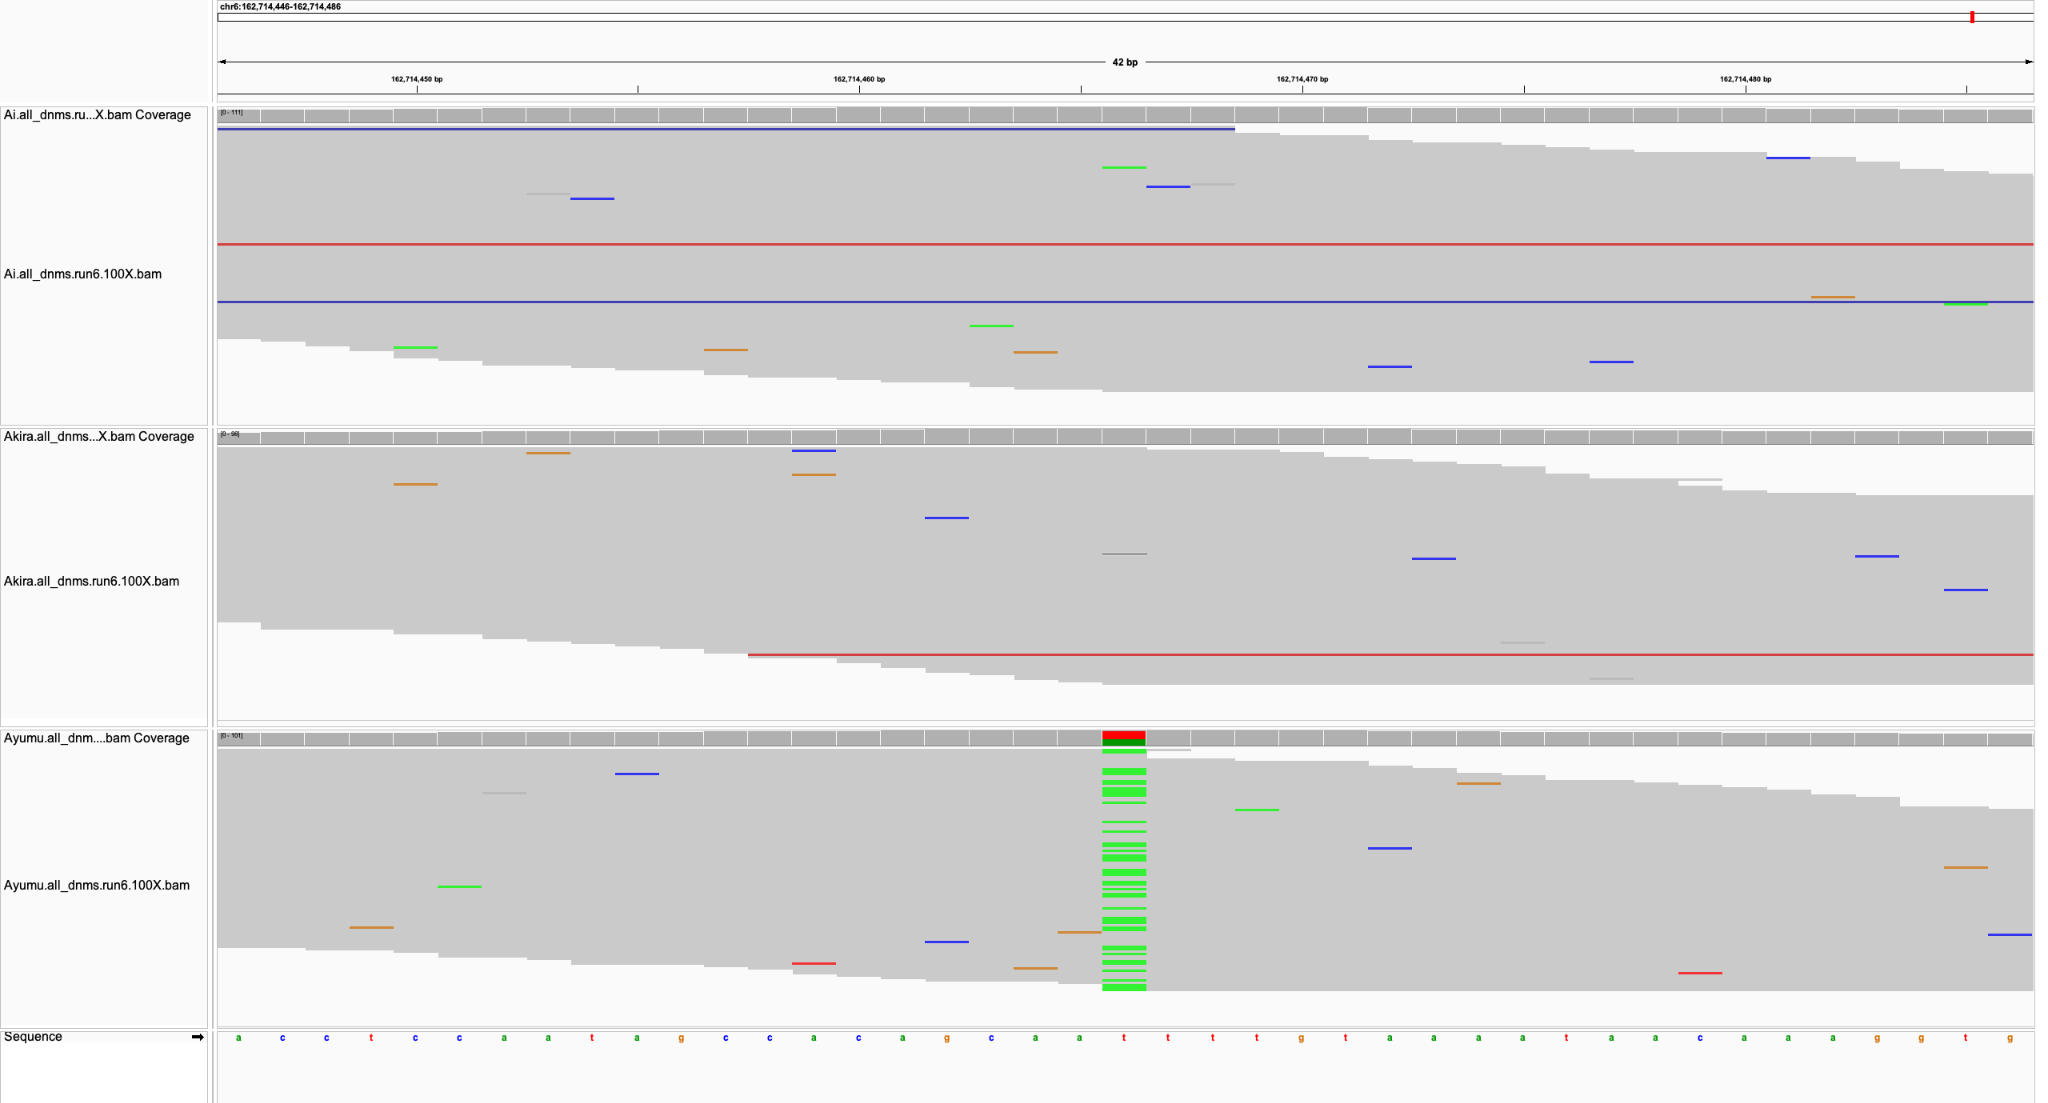 chr6:162,714,446-162,714,486
42 bp
162,714,450 bp 162,714,460 bp 162,714,470 bp 162,714,480 bp
Ai.all_dnms.ru...X.bam Coverage
[0 - 111]
Ai.all_dnms.run6.100X.bam
Akira.all_dnms...X.bam Coverage
[0 - 98]
Akira.all_dnms.run6.100X.bam
Ayumu.all_dnm....bam Coverage
[0 - 101]
Ayumu.all_dnms.run6.100X.bam
Sequence a c c t c c a a t a g c c a c a g c a a t t t t g t a a a a t a a c a a a g g t g